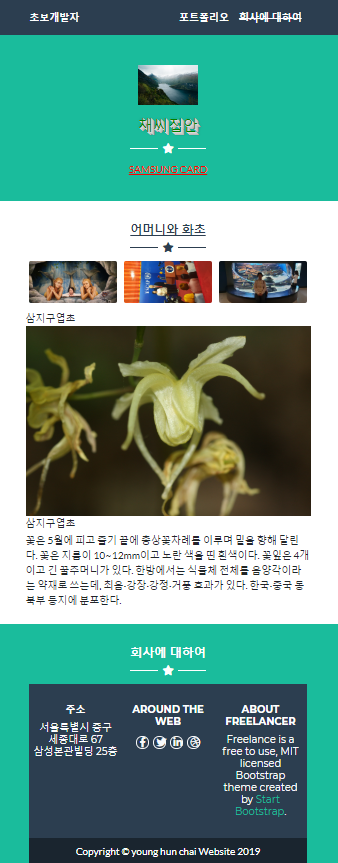 초보개발자 포트폴리오 회사에 대하여
채씨집안
SAMSUNG CARD
어머니와 화초
삼지구엽초
삼지구엽초
꽃은 5월에 피고 줄기 끝에 총상꽃차례를 이루며 밑을 향해 달린
다. 꽃은 지름이 10~12mm이고 노란 색을 띤 흰색이다. 꽃잎은 4개
이고 긴 꿀주머니가 있다. 한방에서는 식물체 전체를 음양각이라
는 약재로 쓰는데, 최음·강장·강정·거풍 효과가 있다. 한국·중국 동
북부 등지에 분포한다.
회사에 대하여
주소
서울특별시 중구
세종대로 67
삼성본관빌딩 25층
AROUND THE
WEB
ABOUT
FREELANCER
Freelance is a
free to use, MIT
licensed
Bootstrap
theme created
by Start
Bootstrap.
Copyright © young hun chai Website 2019